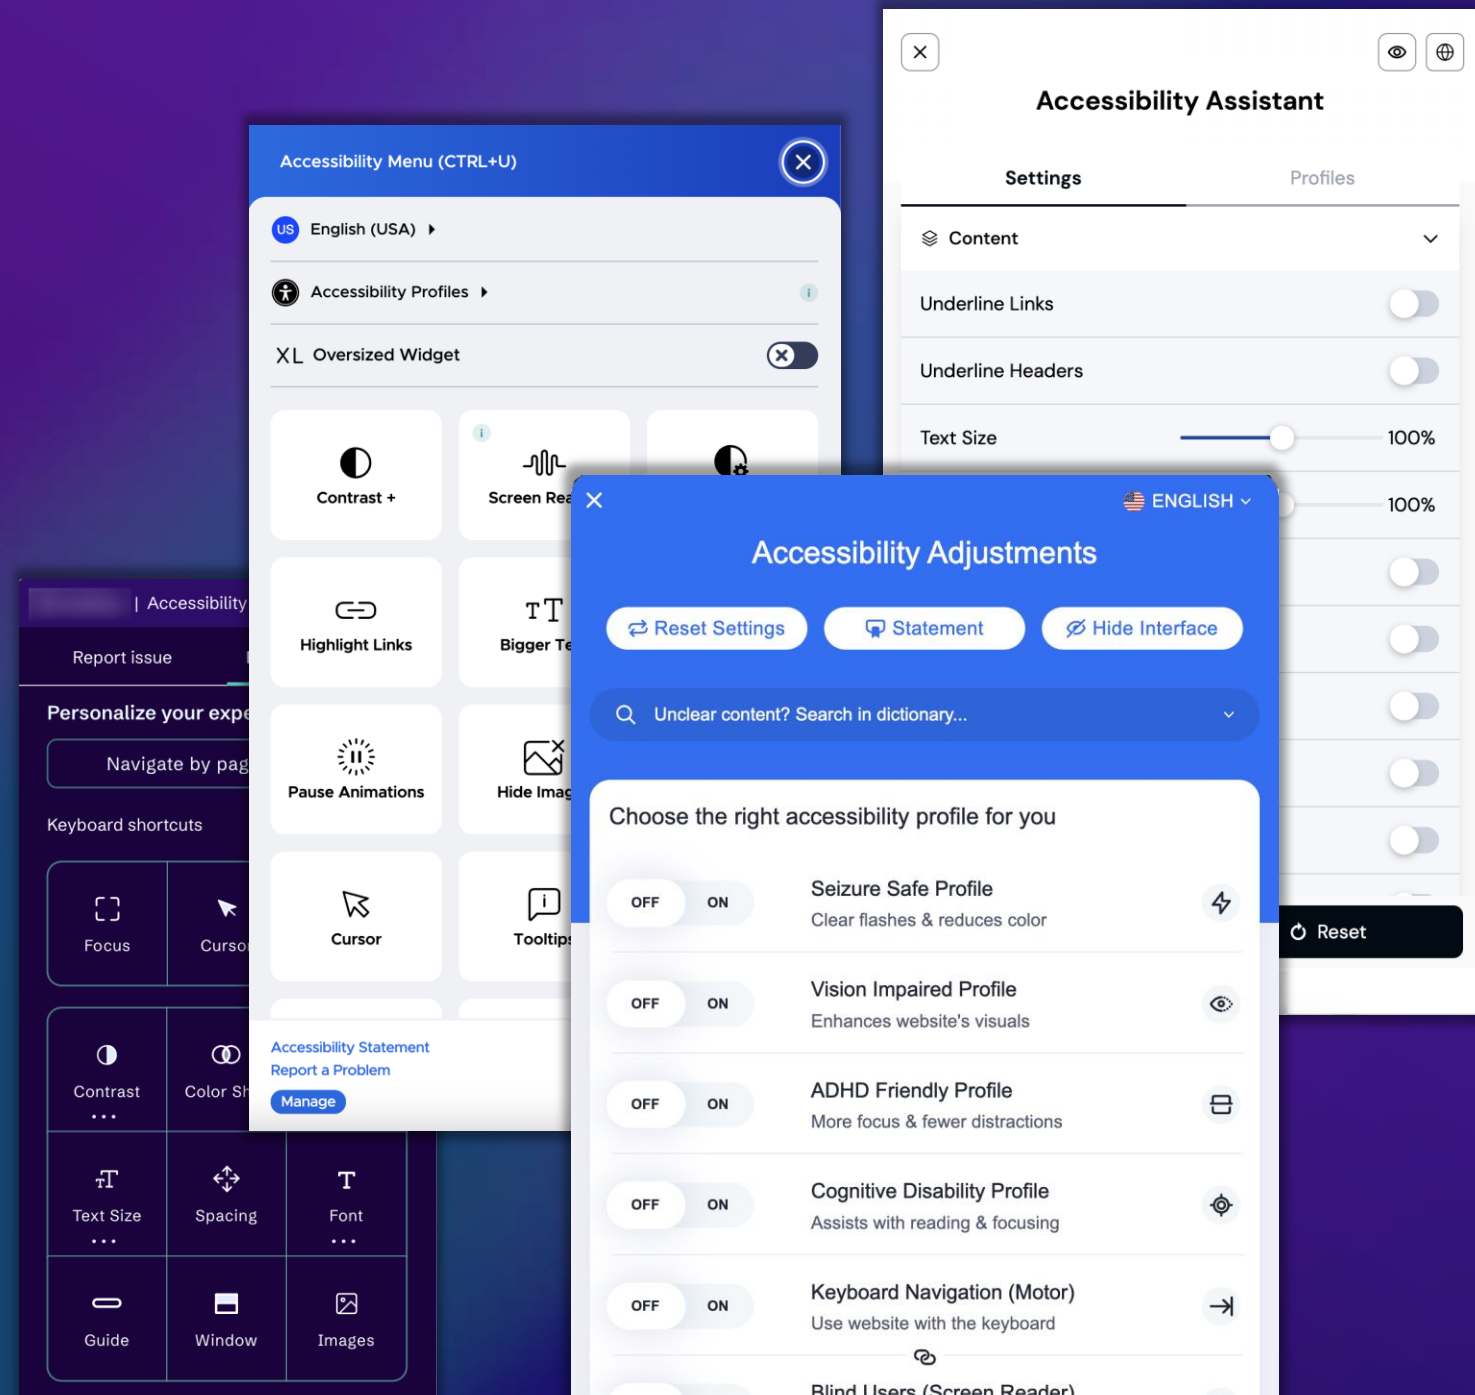 Accessibility Assistant
Settings
Profiles
Content
Underline Links
Underline Headers
Text Size
100%
100%
Reset
Accessibility Menu (CTRL+U)
US English (USA)
Accessibility Profiles
XL Oversized Widget
Contrast +
Screen Rea
Highlight Links
Bigger Te
Pause Animations
Hide Imag
Cursor
Tooltips
Accessibility Statement
Report a Problem
Manage
ENGLISH
Accessibility Adjustments
Reset Settings
Statement
Hide Interface
Unclear content? Search in dictionary...
Choose the right accessibility profile for you
OFF ON
Seizure Safe Profile
Clear flashes & reduces color
OFF ON
Vision Impaired Profile
Enhances website's visuals
OFF ON
ADHD Friendly Profile
More focus & fewer distractions
OFF ON
Cognitive Disability Profile
Assists with reading & focusing
OFF ON
Keyboard Navigation (Motor)
Use website with the keyboard
Blind Users (Screen Reader)
| Accessibility
Report issue
Personalize your expe
Navigate by pag
Keyboard shortcuts
Focus
Cursor
Contrast
Color Sh
Text Size
Spacing
Font
Guide
Window
Images